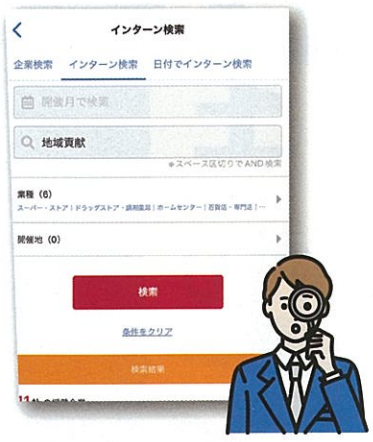 インターン検索
企業検索 インターン検索 日付でインターン検索
開催月で検索
地域貢献
※スペース区切りでAND検索
業種（6）
スーパー・ストア｜ドラッグストア・調剤薬局｜ホームセンター｜百貨店・専門店｜…
開催地（0）
検索
条件をクリア
検索結果